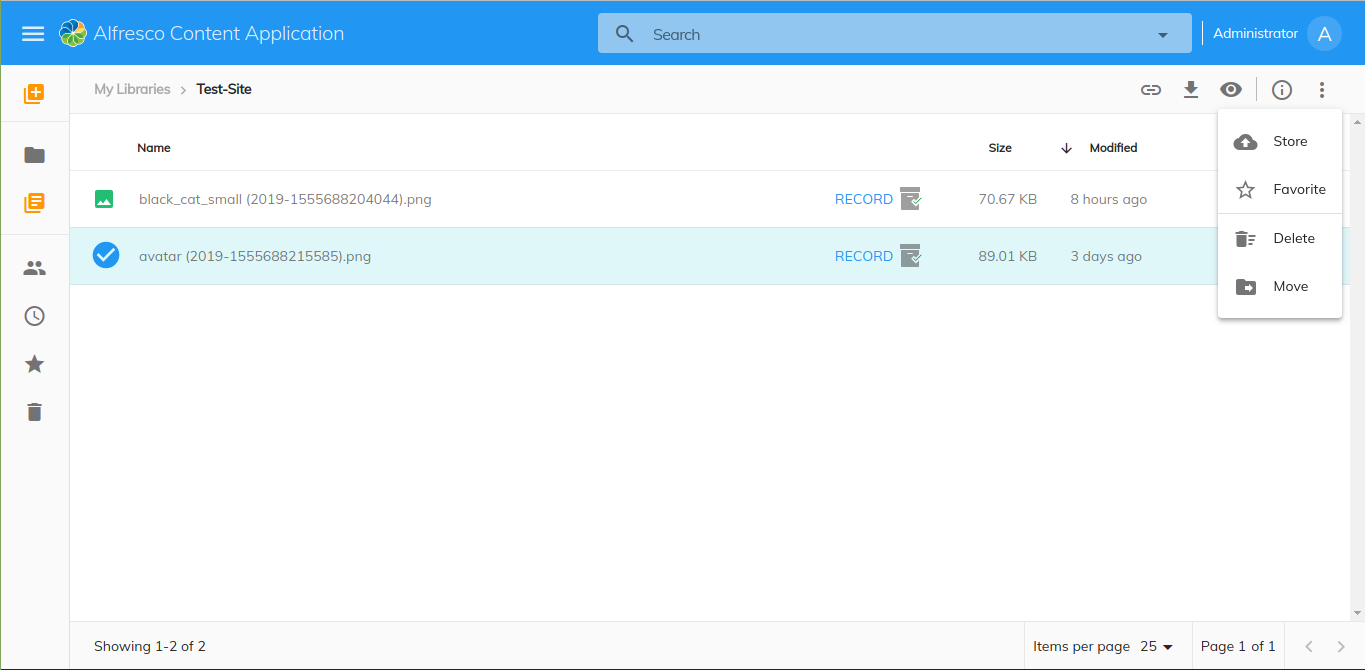 Alfresco Content Application
Search
Administrator A
My Libraries > Test-Site
Name Size Modified
black_cat_small (2019-1555688204044).png RECORD 70.67 KB 8 hours ago
avatar (2019-1555688215585).png RECORD 89.01 KB 3 days ago
Store
Favorite
Delete
Move
Showing 1-2 of 2
Items per page 25
Page 1 of 1